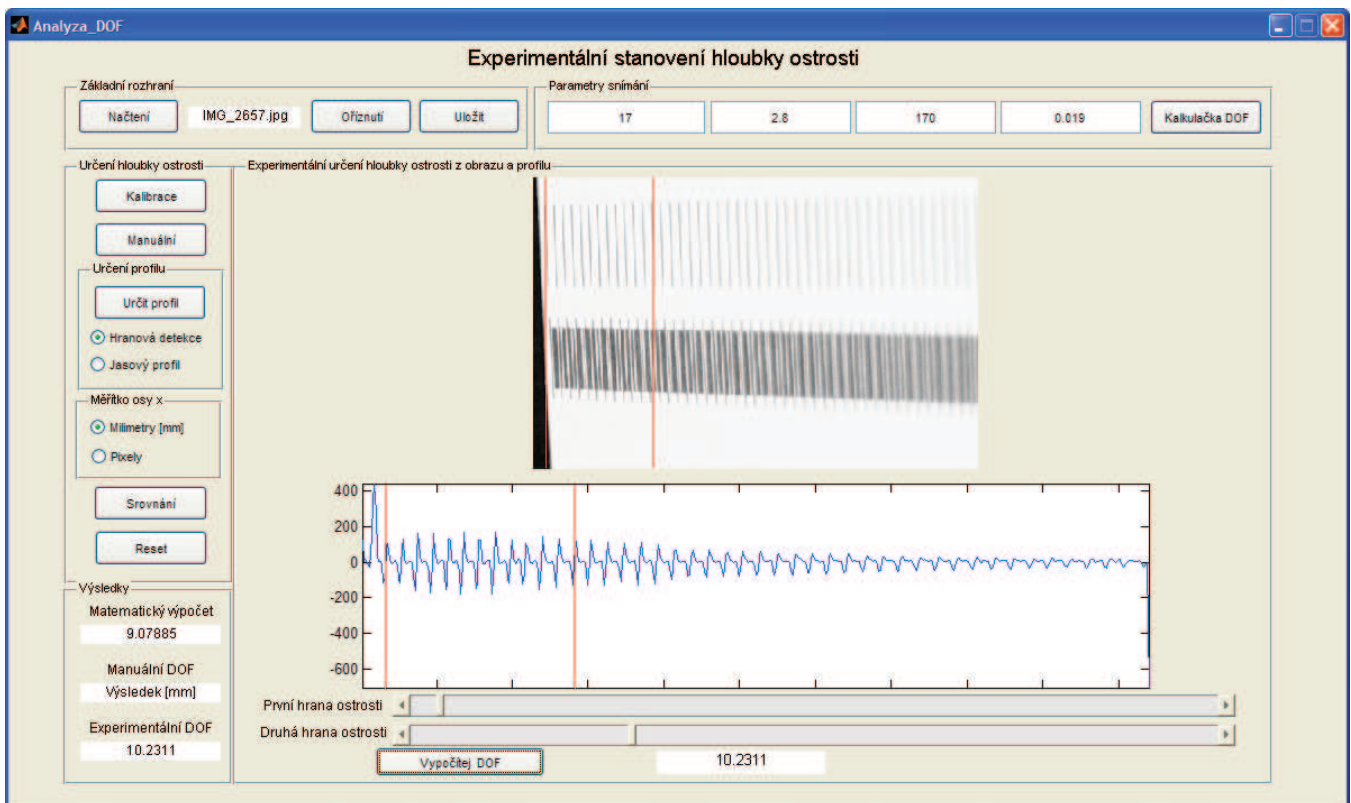 Analyza_DOF
Experimentální stanovení hloubky ostrosti
Základní rozhraní
Načtení
IMG_2657.jpg
Oříznutí
Uložit
Parametry snímání
17
2.8
170
0.019
Kalkulačka DOF
Určení hloubky ostrosti
Kalibrace
Manuální
Určení profilu
Určit profil
Hranová detekce
Jasový profil
Měřítko osy x
Milimetry [mm]
Pixely
Srovnání
Reset
Výsledky
Matematický výpočet
9.07885
Manuální DOF
Výsledek [mm]
Experimentální DOF
10.2311
Experimentální určení hloubky ostrosti z obrazu a profilu
400
200
0
-200
-400
-600
První hrana ostrosti
Druhá hrana ostrosti
Vypočítej DOF
10.2311